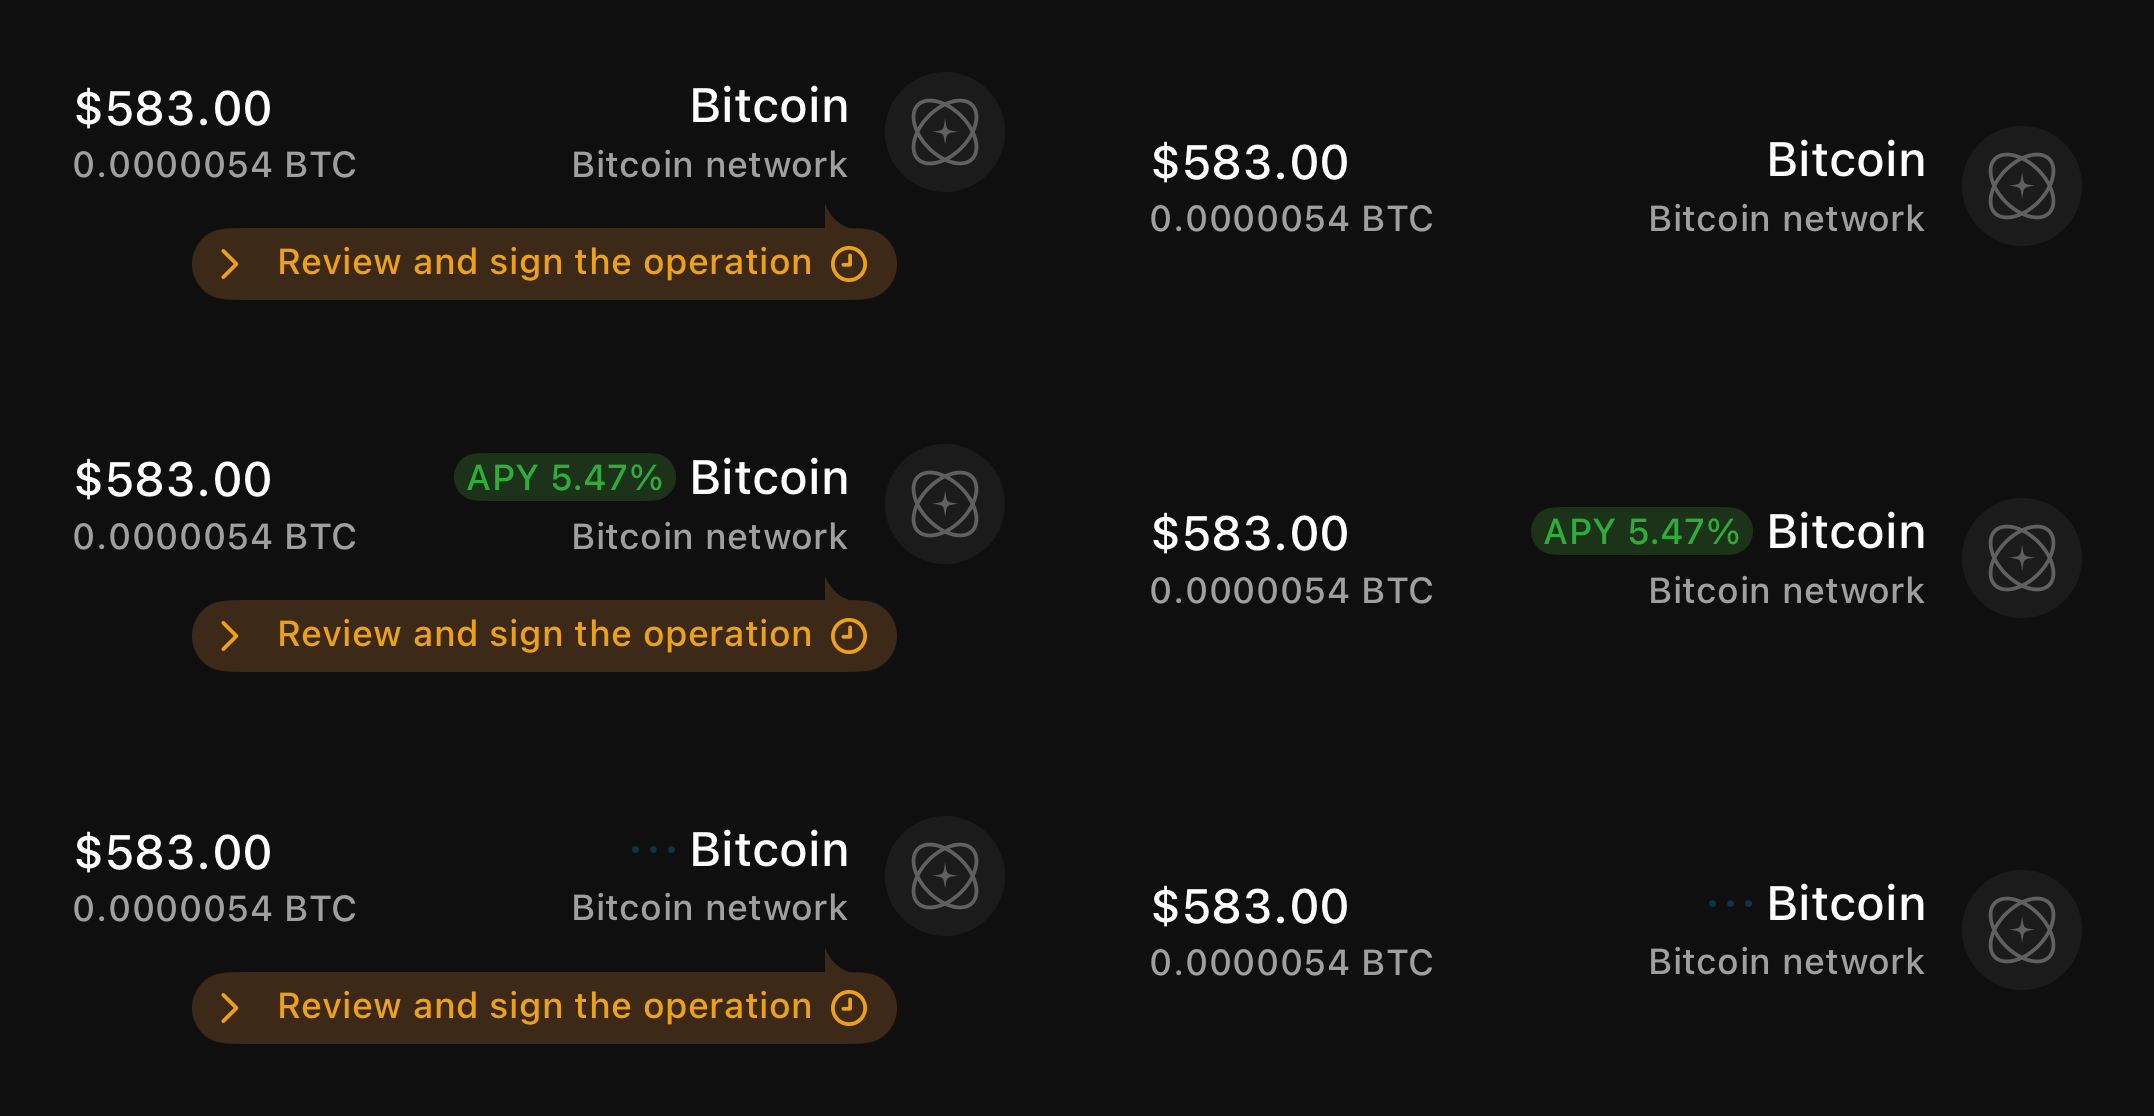 $583.00 Bitcoin
0.0000054 BTC Bitcoin network
Review and sign the operation
$583.00 Bitcoin
0.0000054 BTC Bitcoin network
$583.00 APY 5.47% Bitcoin
0.0000054 BTC Bitcoin network
Review and sign the operation
$583.00 APY 5.47% Bitcoin
0.0000054 BTC Bitcoin network
$583.00 ··· Bitcoin
0.0000054 BTC Bitcoin network
Review and sign the operation
$583.00 ··· Bitcoin
0.0000054 BTC Bitcoin network